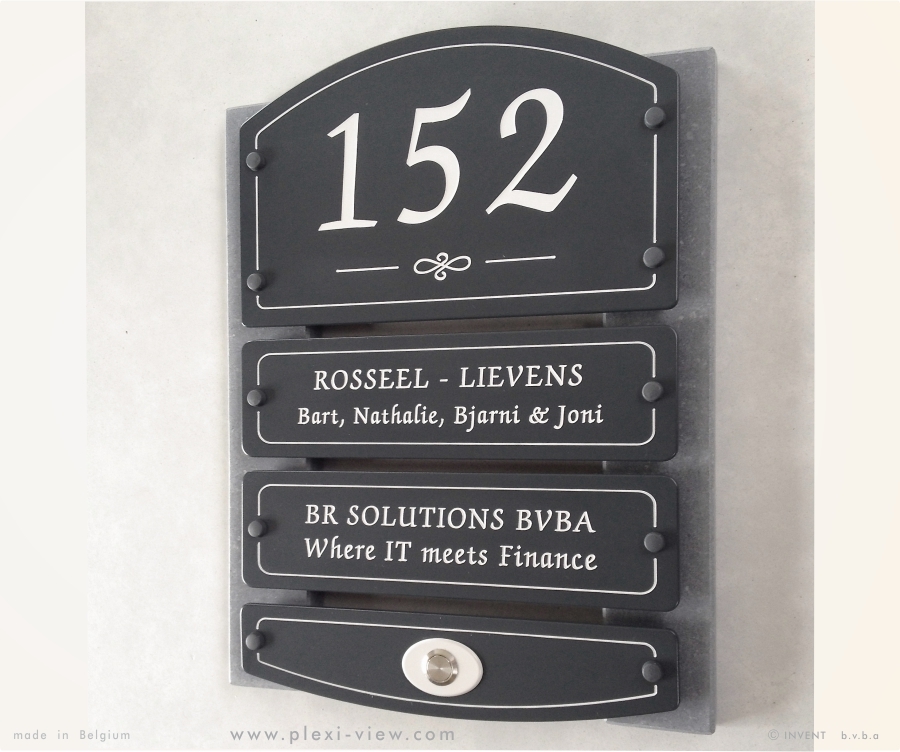 152
ROSSEEL - LIEVENS
Bart, Nathalie, Bjarni & Joni
BR SOLUTIONS BVBA
Where IT meets Finance
made in Belgium
www.plexi-view.com
© INVENT b.v.b.a